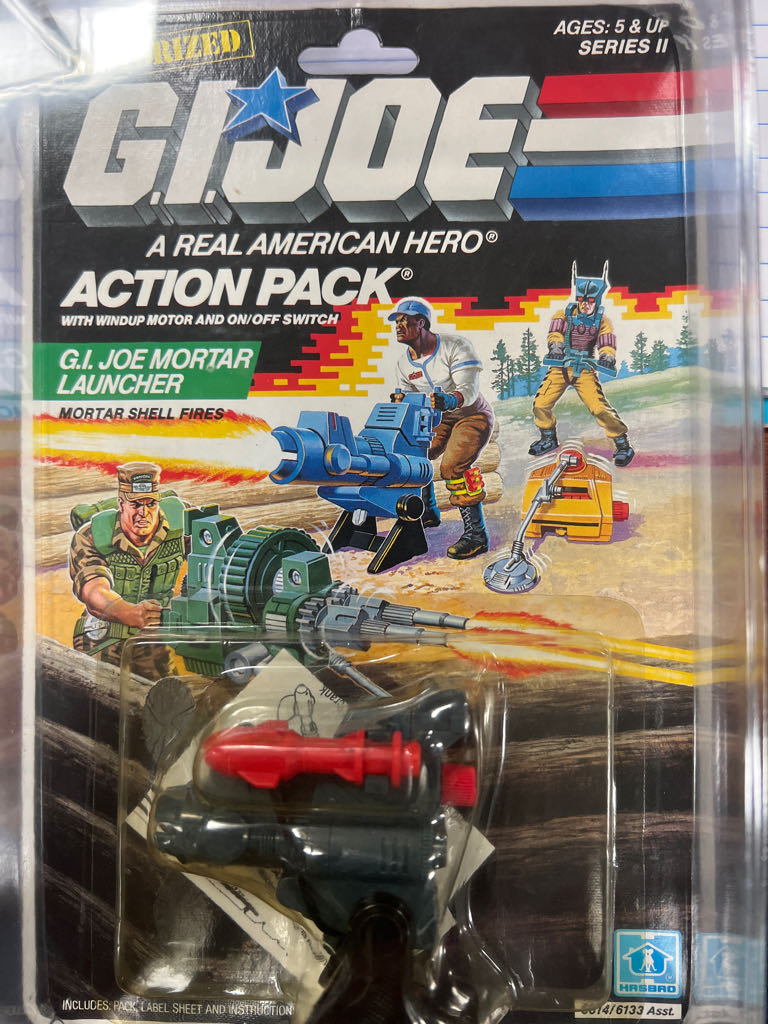 RIZED
AGES: 5 & UP
SERIES II
G.I. JOE
A REAL AMERICAN HERO®
ACTION PACK®
WITH WINDUP MOTOR AND ON/OFF SWITCH
G.I. JOE MORTAR
LAUNCHER
MORTAR SHELL FIRES
HASBRO
INCLUDES: PACK, LABEL SHEET AND INSTRUCTION
6133 Asst.